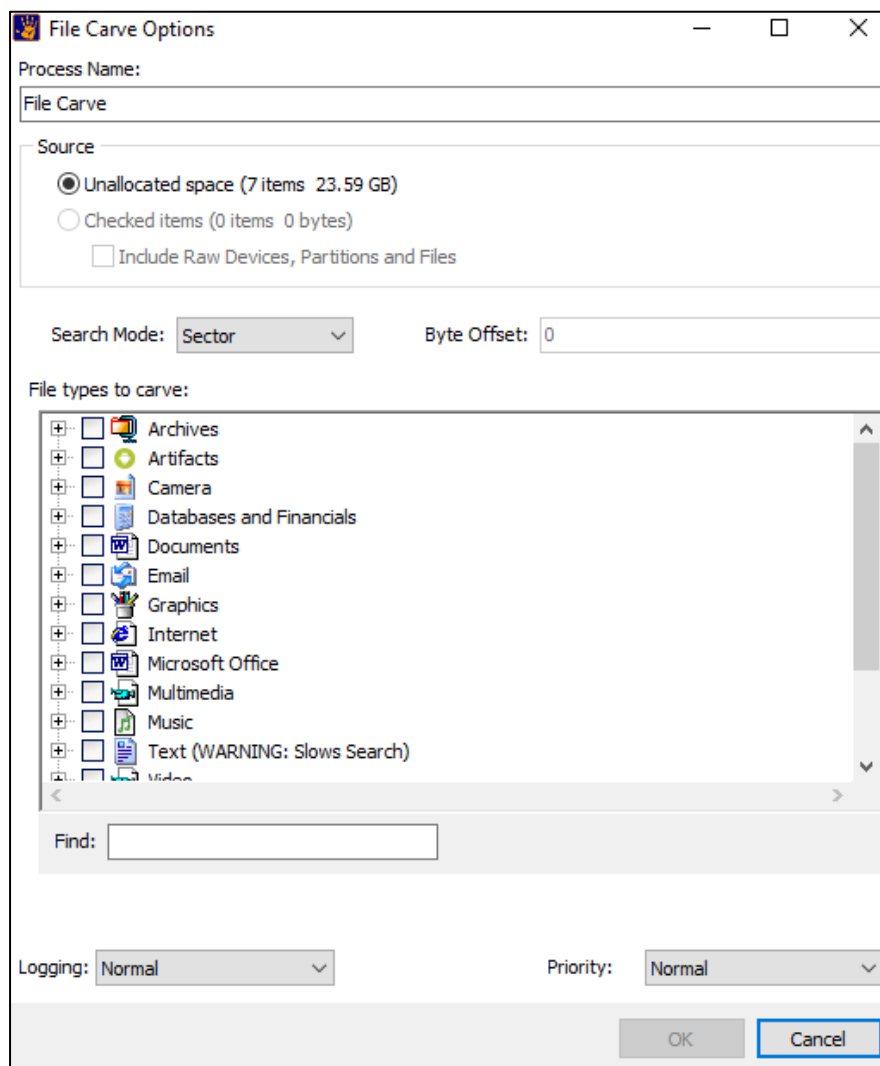 File Carve Options
Process Name:
File Carve
Source
Unallocated space (7 items 23.59 GB)
Checked items (0 items 0 bytes)
Include Raw Devices, Partitions and Files
Search Mode: Sector Byte Offset: 0
File types to carve:
Archives
Artifacts
Camera
Databases and Financials
Documents
Email
Graphics
Internet
Microsoft Office
Multimedia
Music
Text (WARNING: Slows Search)
Video
Find:
Logging: Normal Priority: Normal
OK Cancel